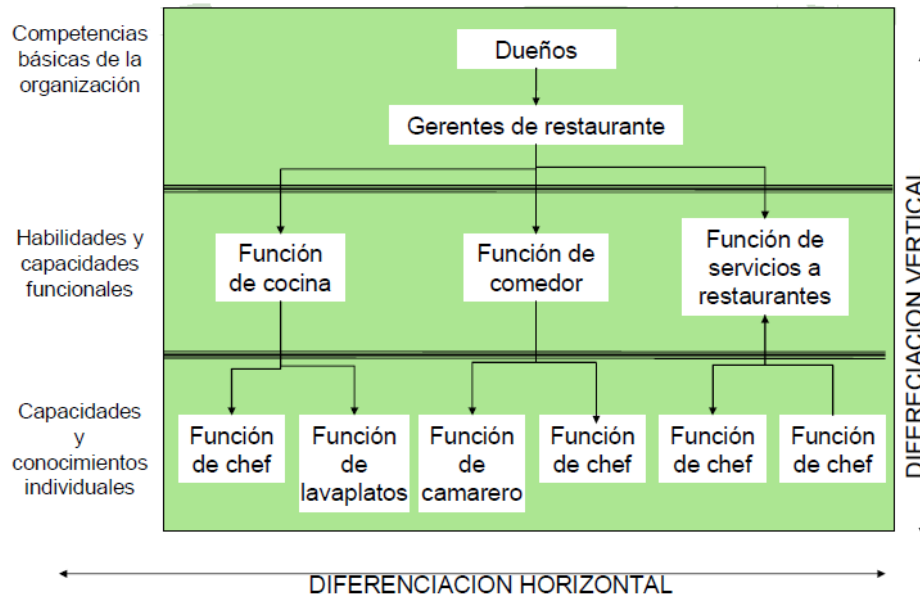 Competencias
básicas de la
organización
Dueños
Gerentes de restaurante
Habilidades y
capacidades
funcionales
Función
de cocina
Función de
comedor
Función de
servicios a
restaurantes
Capacidades
y
conocimientos
individuales
Función
de chef
Función
de
lavaplatos
Función
de
camarero
Función
de chef
Función
de chef
Función
de chef
DIFERECIACION VERTICAL
DIFERENCIACION HORIZONTAL